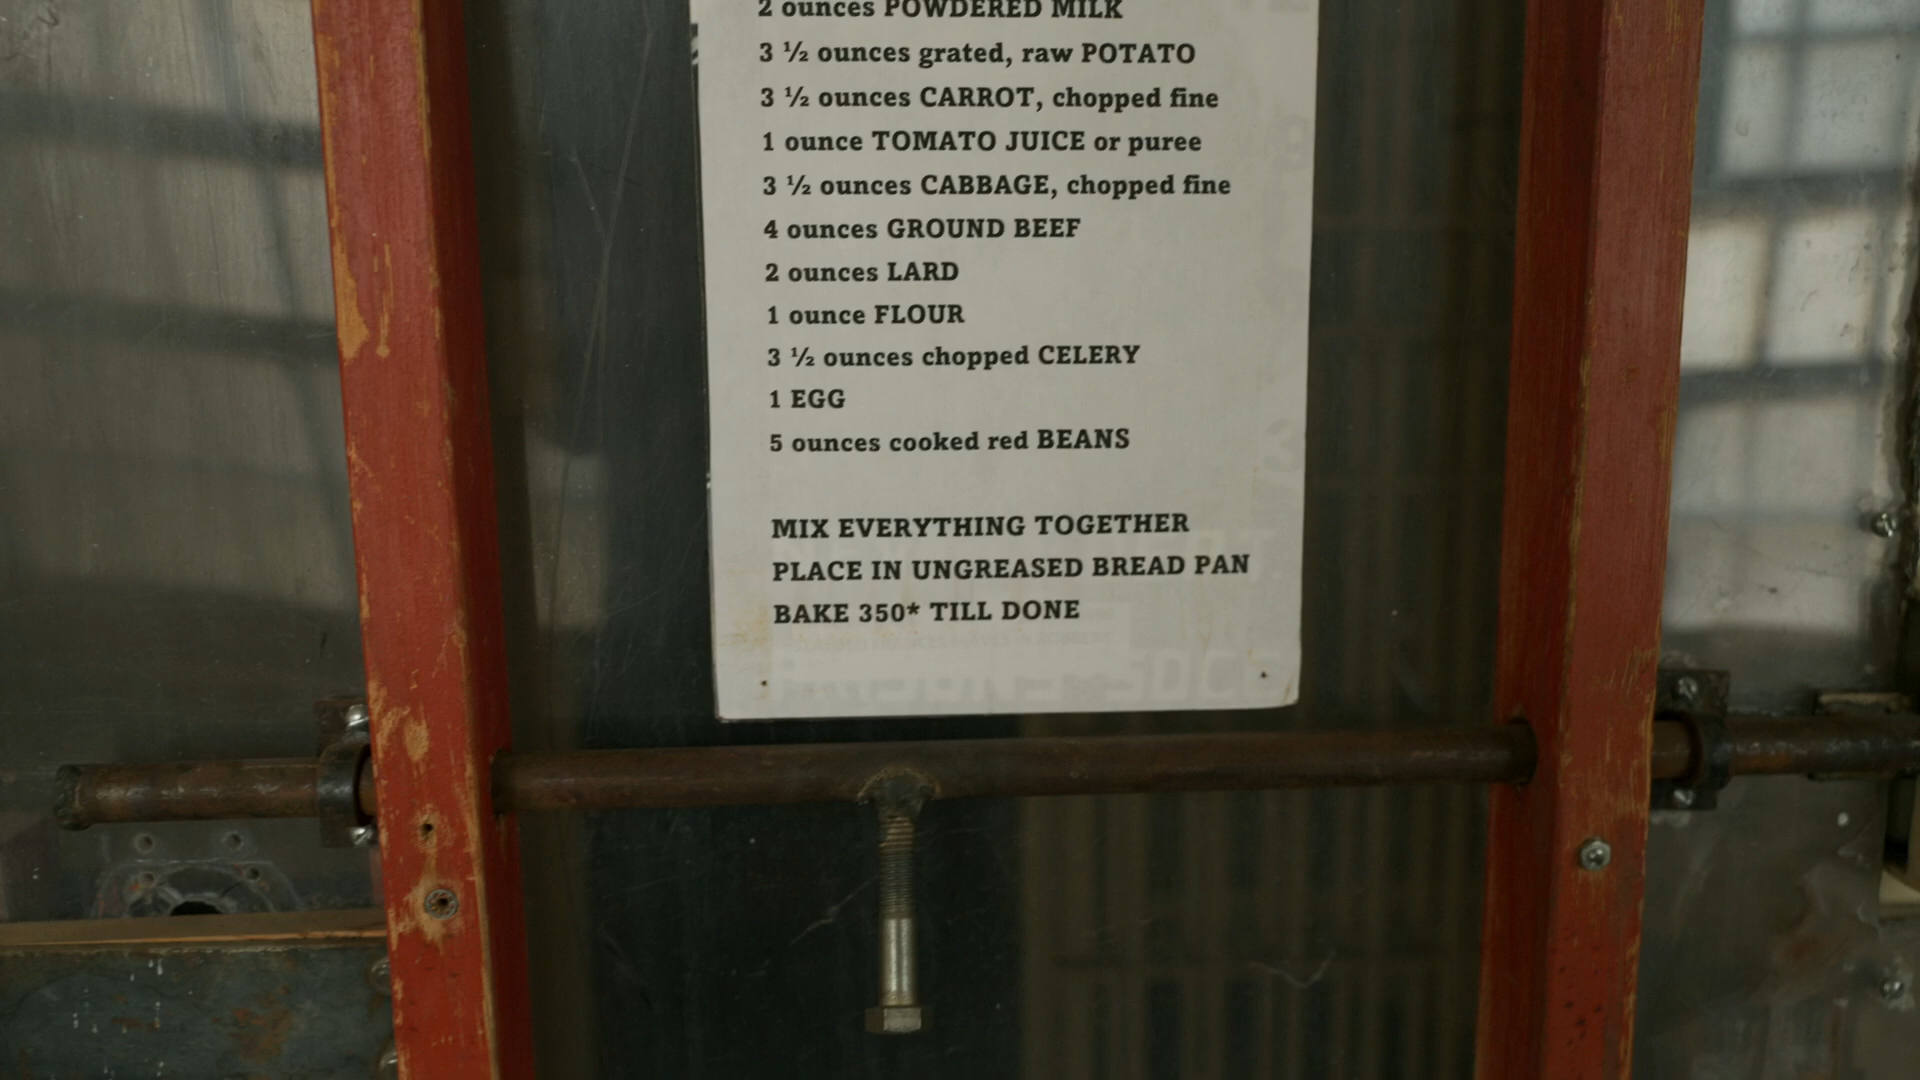 2 ounces POWDERED MILK
3 ½ ounces grated, raw POTATO
3 ½ ounces CARROT, chopped fine
1 ounce TOMATO JUICE or puree
3 ½ ounces CABBAGE, chopped fine
4 ounces GROUND BEEF
2 ounces LARD
1 ounce FLOUR
3 ½ ounces chopped CELERY
1 EGG
5 ounces cooked red BEANS
MIX EVERYTHING TOGETHER
PLACE IN UNGREASED BREAD PAN
BAKE 350* TILL DONE